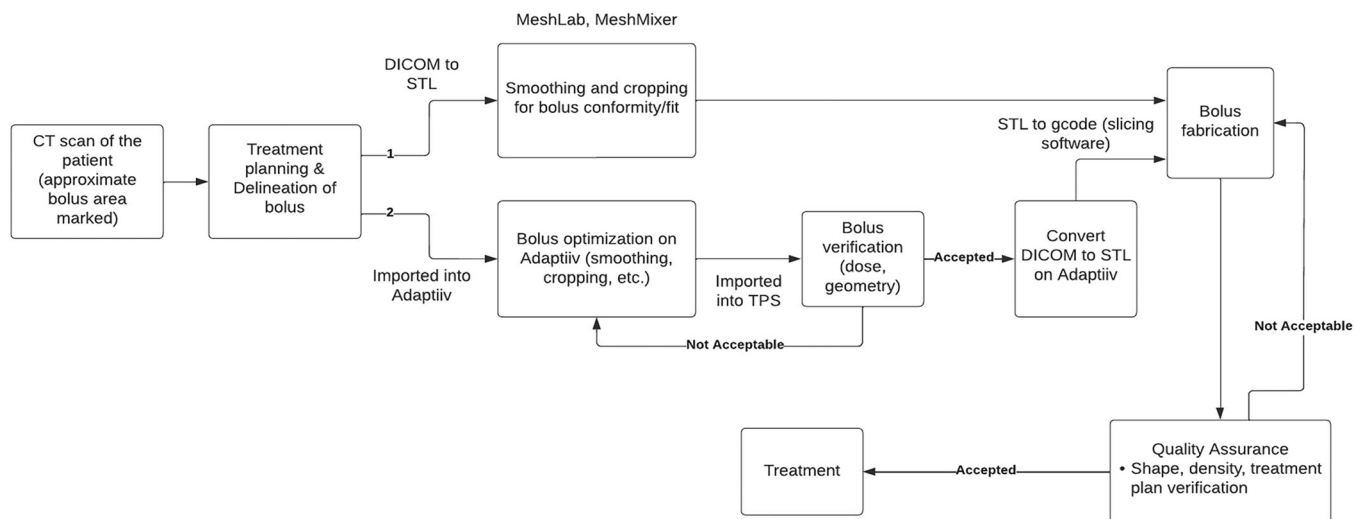 MeshLab, MeshMixer
DICOM to
STL
Smoothing and cropping
for bolus conformity/fit
CT scan of the
patient
(approximate
bolus area
marked)
Treatment
planning &
Delineation of
bolus
1
2
Imported into
Adaptiiv
Bolus optimization on
Adaptiiv (smoothing,
cropping, etc.)
Imported
into TPS
Bolus
verification
(dose,
geometry)
Not Acceptable
Accepted
Convert
DICOM to STL
on Adaptiiv
STL to gcode (slicing
software)
Bolus
fabrication
Not Acceptable
Quality Assurance
• Shape, density, treatment
plan verification
Accepted
Treatment